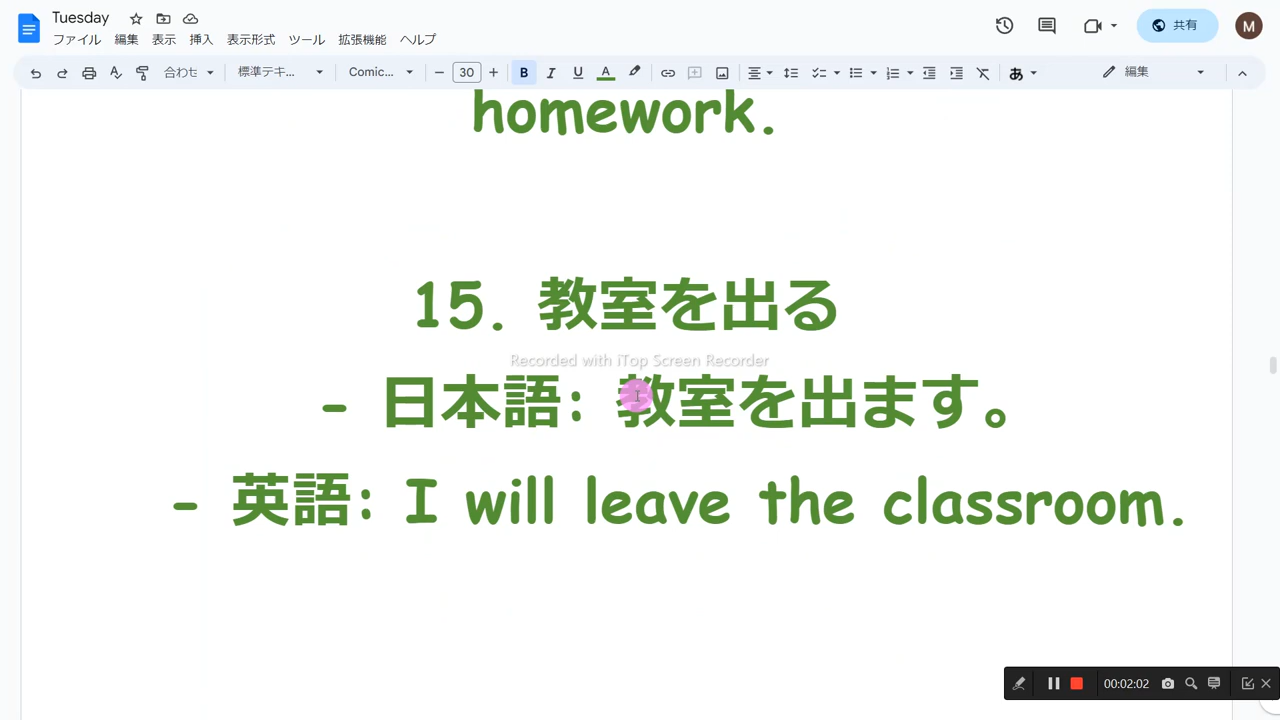 Tuesday
ファイル 編集 表示 挿入 表示形式 ツール 拡張機能 ヘルプ
共有
M
合わせ 標準テキ... Comic... 30 B I U A あ 編集
homework.
15. 教室を出る
Recorded with iTop Screen Recorder
- 日本語: 教室を出ます。
- 英語: I will leave the classroom.
00:02:02